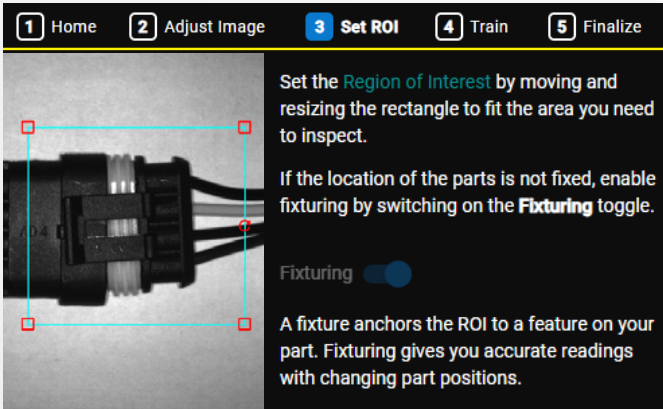 1 Home 2 Adjust Image 3 Set ROI 4 Train 5 Finalize
Set the Region of Interest by moving and
resizing the rectangle to fit the area you need
to inspect.
If the location of the parts is not fixed, enable
fixturing by switching on the Fixturing toggle.
Fixturing
A fixture anchors the ROI to a feature on your
part. Fixturing gives you accurate readings
with changing part positions.